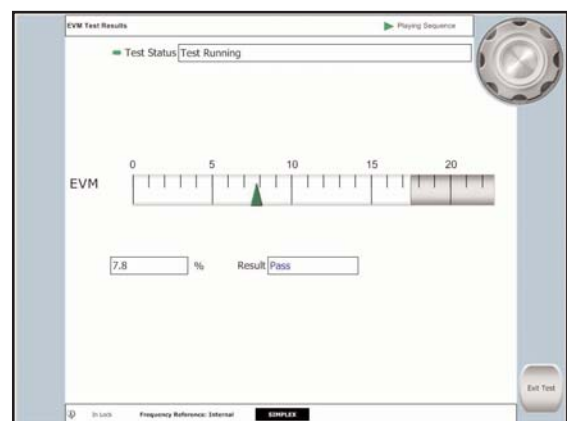 EVM Test Results
Playing Sequence
Test Status Test Running
0 5 10 15 20
EVM
7.8 % Result Pass
Exit Test
In Lock Frequency Reference: Internal SIMPLEX